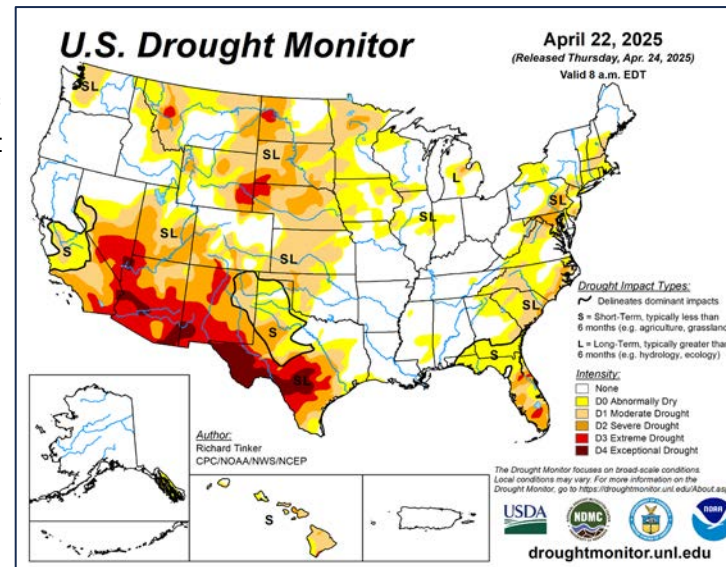 U.S. Drought Monitor
April 22, 2025
(Released Thursday, Apr. 24, 2025)
Valid 8 a.m. EDT
SL
SL
SL
SL
SL
L
SL
S
SL
SL
S
S
SL
S
Drought Impact Types:
Delineates dominant impacts
S = Short-Term, typically less than
6 months (e.g. agriculture, grassland
L = Long-Term, typically greater than
6 months (e.g. hydrology, ecology)
Intensity:
None
D0 Abnormally Dry
D1 Moderate Drought
D2 Severe Drought
D3 Extreme Drought
D4 Exceptional Drought
Author:
Richard Tinker
CPC/NOAA/NWS/NCEP
The Drought Monitor focuses on broad-scale conditions.
Local conditions may vary. For more information on the
Drought Monitor, go to https://droughtmonitor.unl.edu/About.asp
USDA
NDMC
NOAA
droughtmonitor.unl.edu